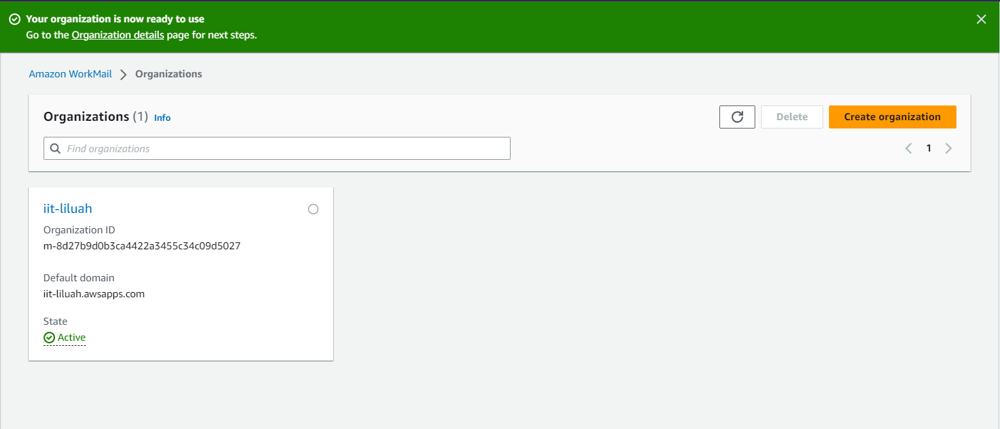 Your organization is now ready to use
Go to the Organization details page for next steps.
Amazon WorkMail > Organizations
Organizations (1) Info
Delete
Create organization
Find organizations
1
iit-liluah
Organization ID
m-8d27b9d0b3ca4422a3455c34c09d5027
Default domain
iit-liluah.awsapps.com
State
Active